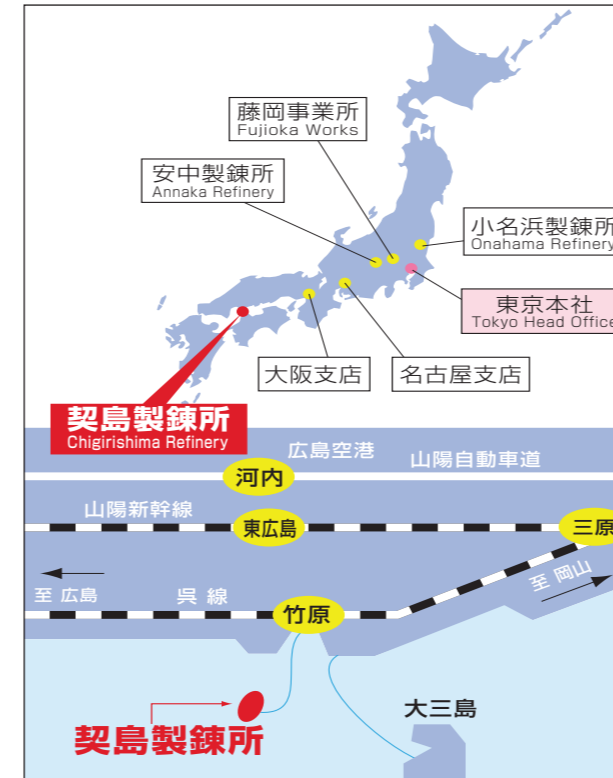 藤岡事業所
Fujioka Works
安中製錬所
Annaka Refinery
小名浜製錬所
Onahama Refinery
東京本社
Tokyo Head Office
大阪支店
名古屋支店
契島製錬所
Chigirishima Refinery
広島空港
山陽自動車道
河内
山陽新幹線
東広島
三原
至 広島
呉 線
竹原
至 岡山
大三島
契島製錬所